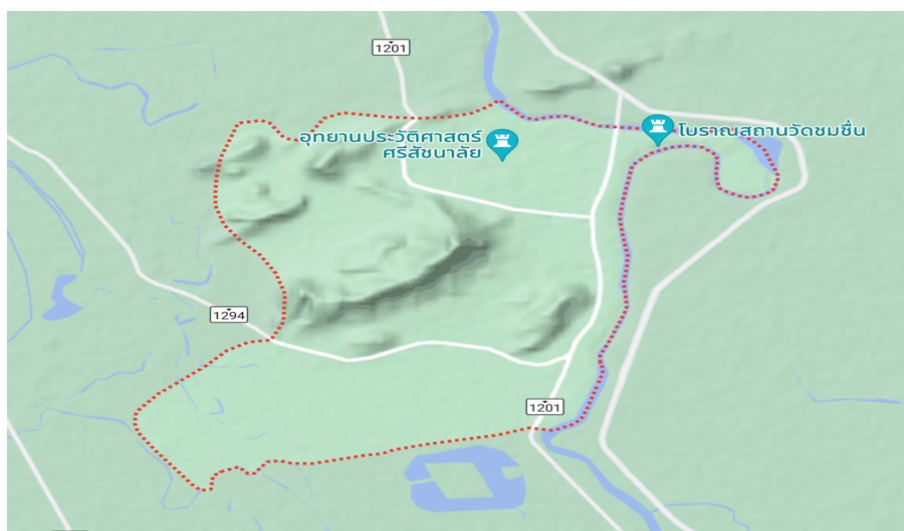 1201
อุทยานประวัติศาสตร์
ศรีสัชนาลัย
โบราณสถานวัดชมชื่น
1294
1201